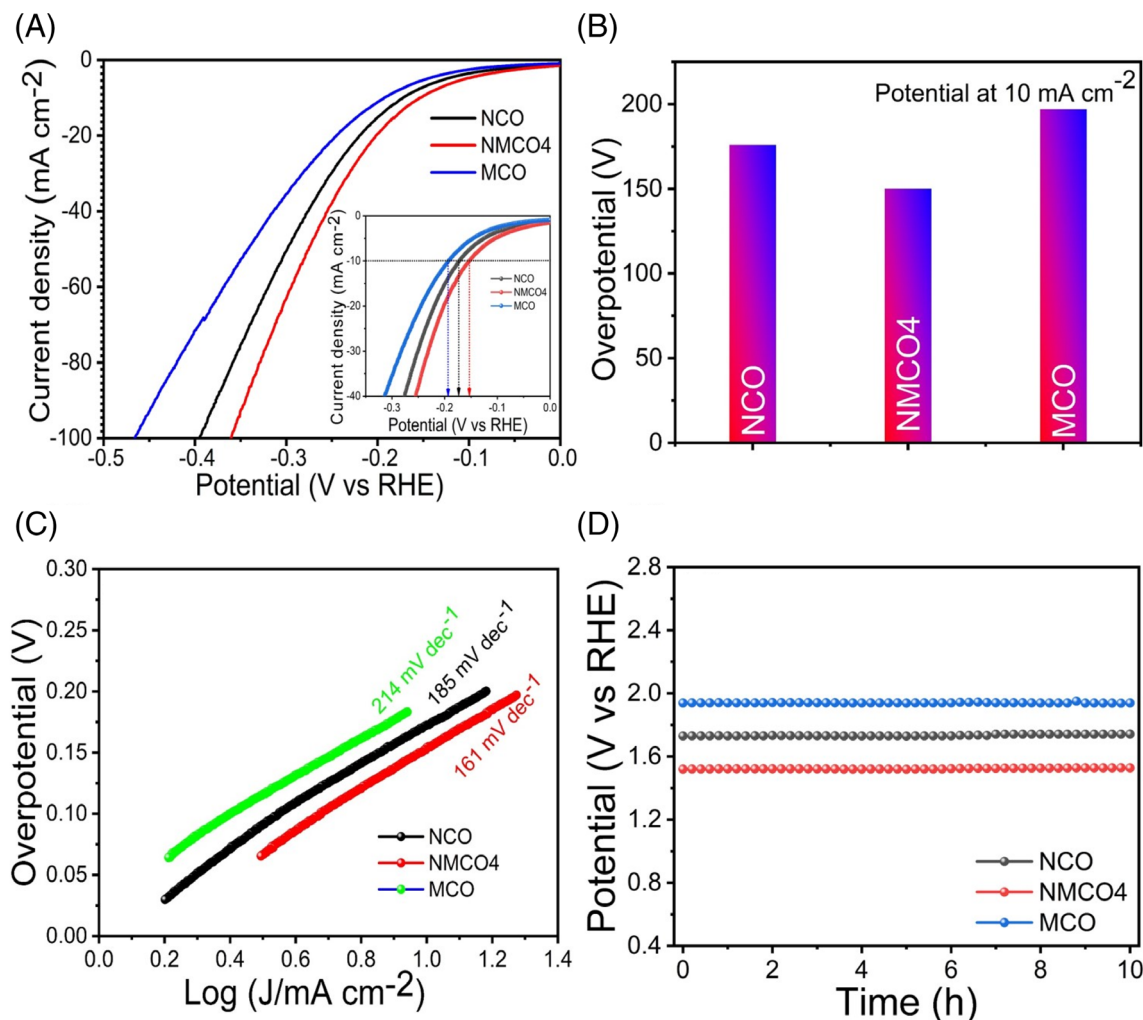 (A)
Current density (mA cm-2)
0
-20
-40
-60
-80
-100
-0.5 -0.4 -0.3 -0.2 -0.1 0.0
Potential (V vs RHE)
NCO
NMCO4
MCO
Current density (mA cm-2)
0
-10
-20
-30
-40
-0.3 -0.2 -0.1 0.0
Potential (V vs RHE)
NCO
NMCO4
MCO
(B)
Overpotential (V)
200
150
100
50
0
Potential at 10 mA cm-2
NCO
NMCO4
MCO
(C)
Overpotential (V)
0.30
0.25
0.20
0.15
0.10
0.05
0.00
0.0 0.2 0.4 0.6 0.8 1.0 1.2 1.4
Log (J/mA cm-2)
214 mV dec-1
185 mV dec-1
161 mV dec-1
NCO
NMCO4
MCO
(D)
Potential (V vs RHE)
2.8
2.4
2.0
1.6
1.2
0.8
0.4
0 2 4 6 8 10
Time (h)
NCO
NMCO4
MCO